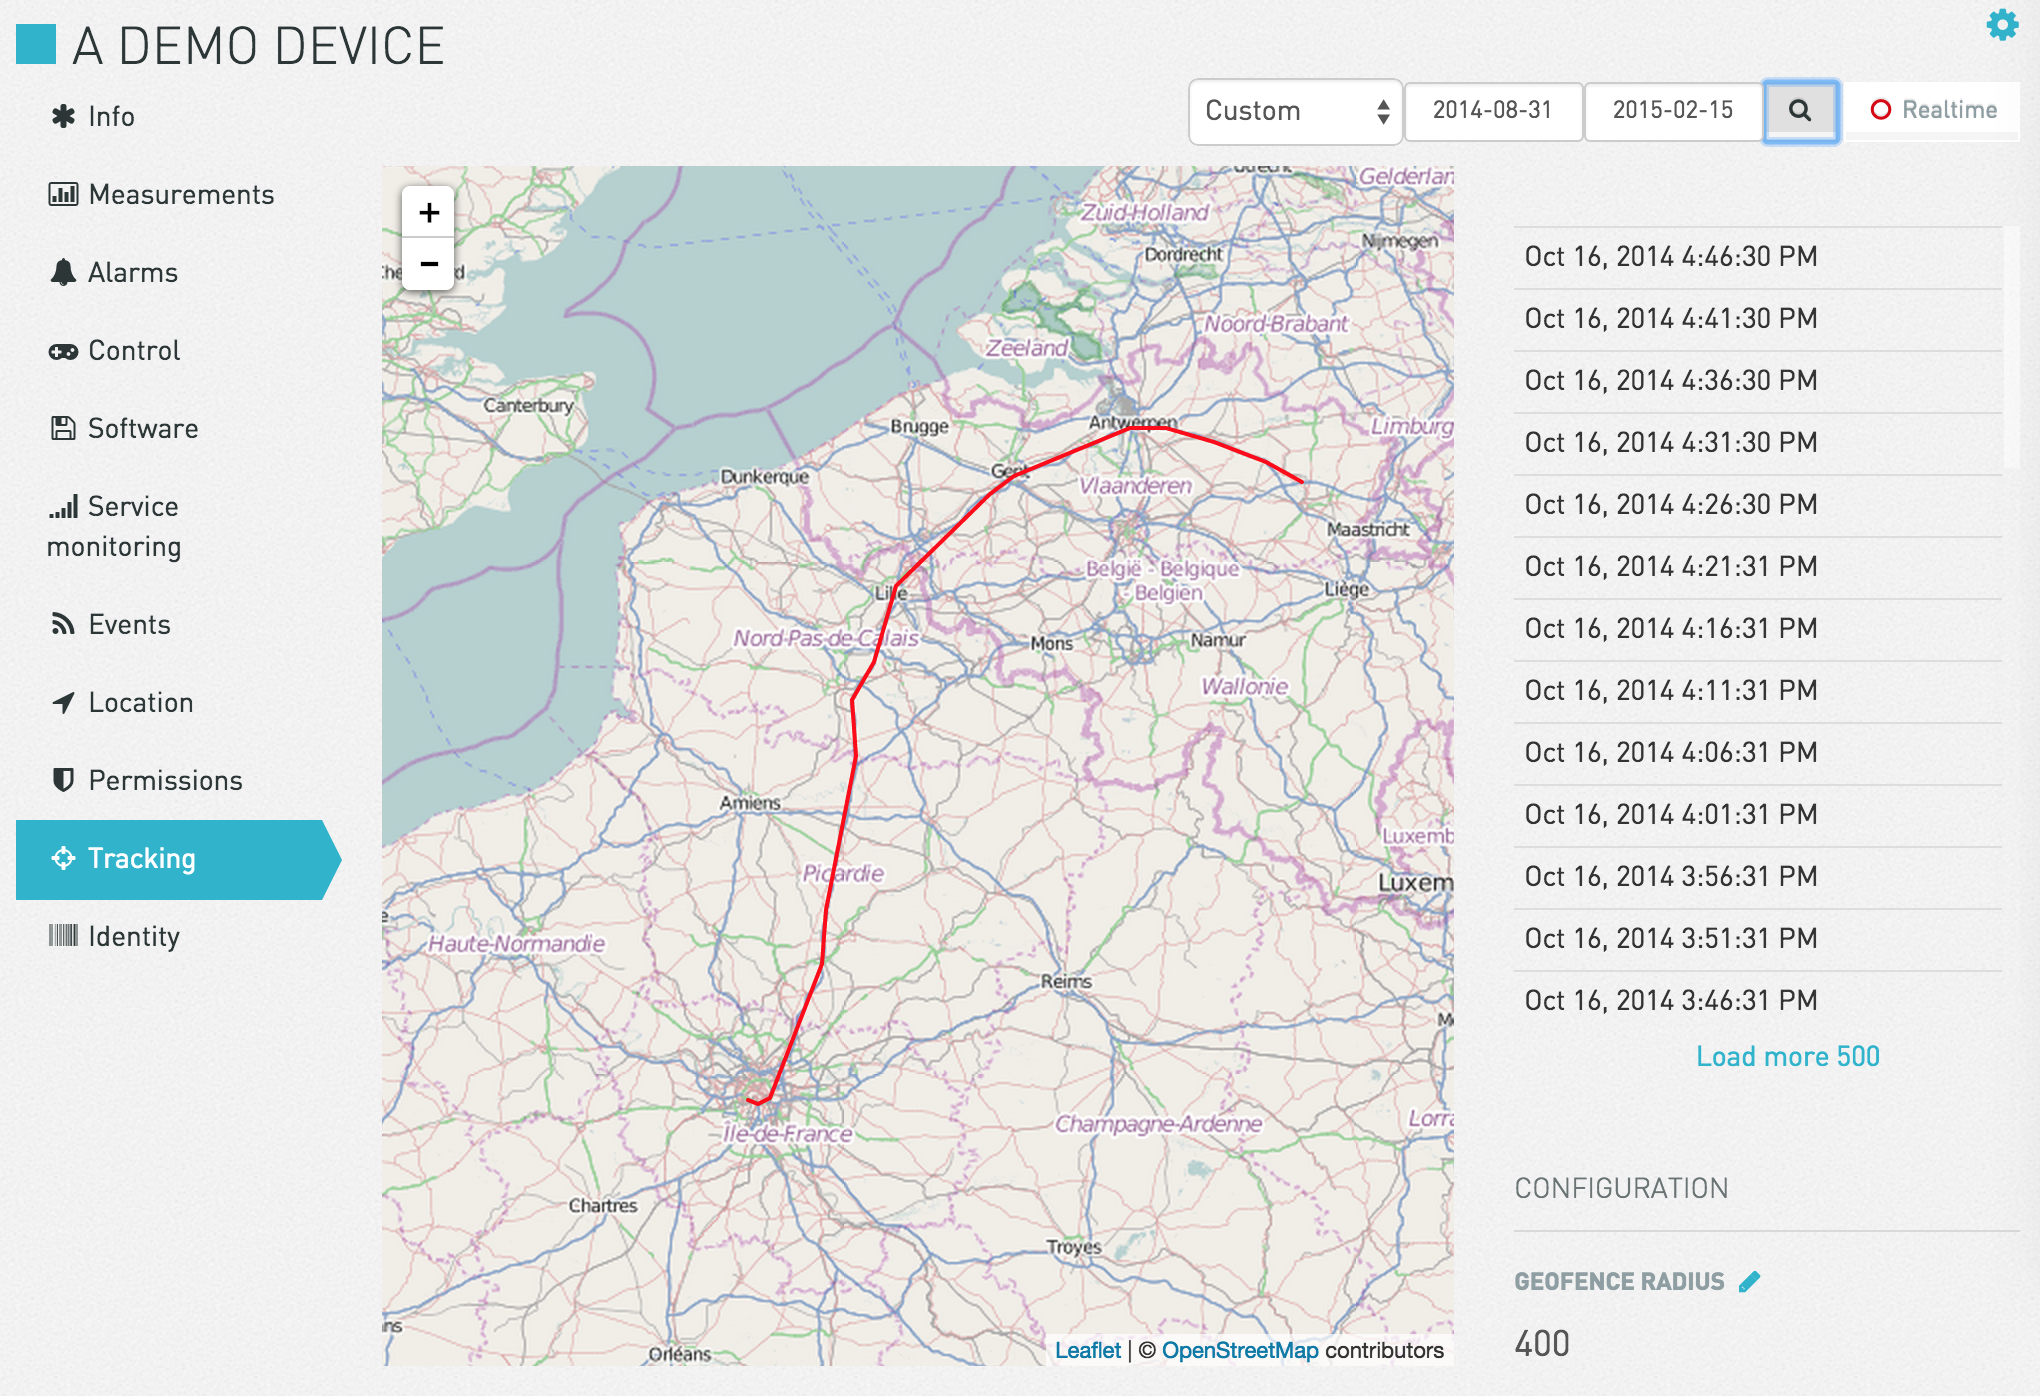 A DEMO DEVICE
Custom
2014-08-31
2015-02-15
Realtime
Info
Measurements
Alarms
Control
Software
Service
monitoring
Events
Location
Permissions
Tracking
Identity
+
−
Gelderlan
Zuid-Holland
Dordrecht
Nijmegen
Noord-Brabant
Zeeland
Canterbury
Brugge
Antwerpen
Limburg
Dunkerque
Gent
Vlaanderen
Maastricht
België - Belgique
- Belgien
Lille
Liège
Nord-Pas-de-Calais
Mons
Namur
Wallonie
Amiens
Luxemb
Picardie
Luxem
Haute-Normandie
Reims
Île-de-France
Champagne-Ardenne
Lorra
Chartres
Troyes
Orléans
Leaflet | © OpenStreetMap contributors
Oct 16, 2014 4:46:30 PM
Oct 16, 2014 4:41:30 PM
Oct 16, 2014 4:36:30 PM
Oct 16, 2014 4:31:30 PM
Oct 16, 2014 4:26:30 PM
Oct 16, 2014 4:21:31 PM
Oct 16, 2014 4:16:31 PM
Oct 16, 2014 4:11:31 PM
Oct 16, 2014 4:06:31 PM
Oct 16, 2014 4:01:31 PM
Oct 16, 2014 3:56:31 PM
Oct 16, 2014 3:51:31 PM
Oct 16, 2014 3:46:31 PM
Load more 500
CONFIGURATION
GEOFENCE RADIUS
400